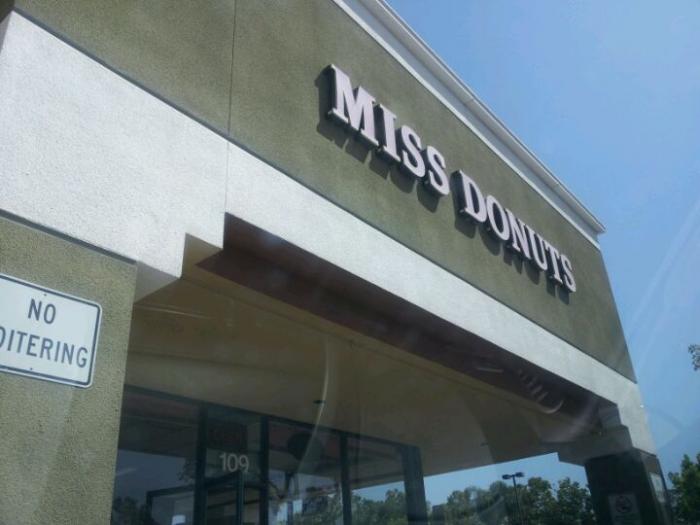 MISS DONUTS
NO
OITERING
109